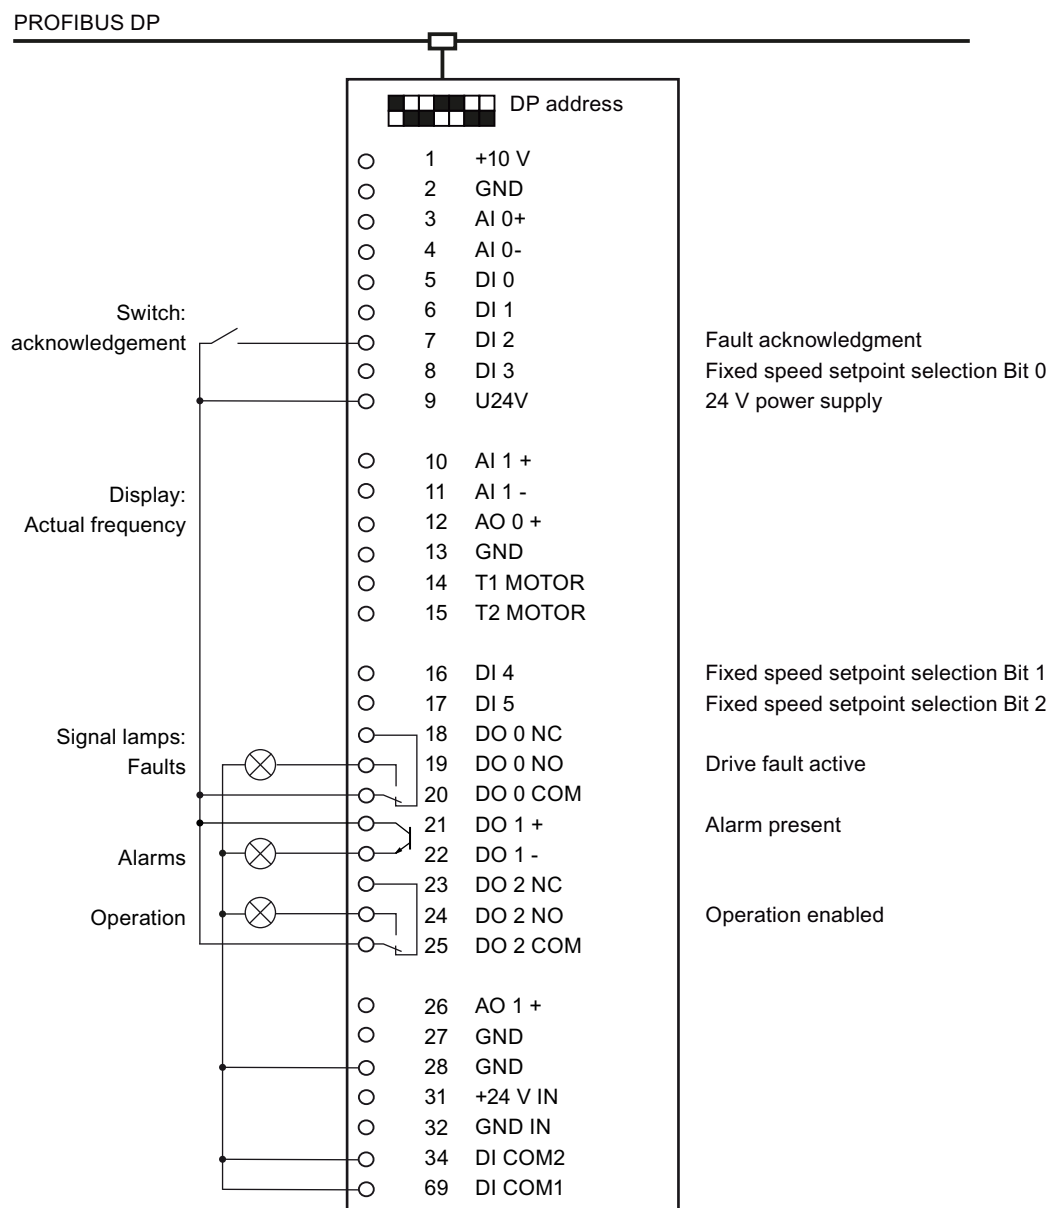 PROFIBUS DP
DP address
1 +10 V
2 GND
3 AI 0+
4 AI 0-
5 DI 0
Switch: 6 DI 1
acknowledgement 7 DI 2 Fault acknowledgment
8 DI 3 Fixed speed setpoint selection Bit 0
9 U24V 24 V power supply
10 AI 1 +
Display: 11 AI 1 -
Actual frequency 12 AO 0 +
13 GND
14 T1 MOTOR
15 T2 MOTOR
16 DI 4 Fixed speed setpoint selection Bit 1
17 DI 5 Fixed speed setpoint selection Bit 2
Signal lamps: 18 DO 0 NC
Faults 19 DO 0 NO Drive fault active
20 DO 0 COM
21 DO 1 + Alarm present
Alarms 22 DO 1 -
23 DO 2 NC
Operation 24 DO 2 NO Operation enabled
25 DO 2 COM
26 AO 1 +
27 GND
28 GND
31 +24 V IN
32 GND IN
34 DI COM2
69 DI COM1